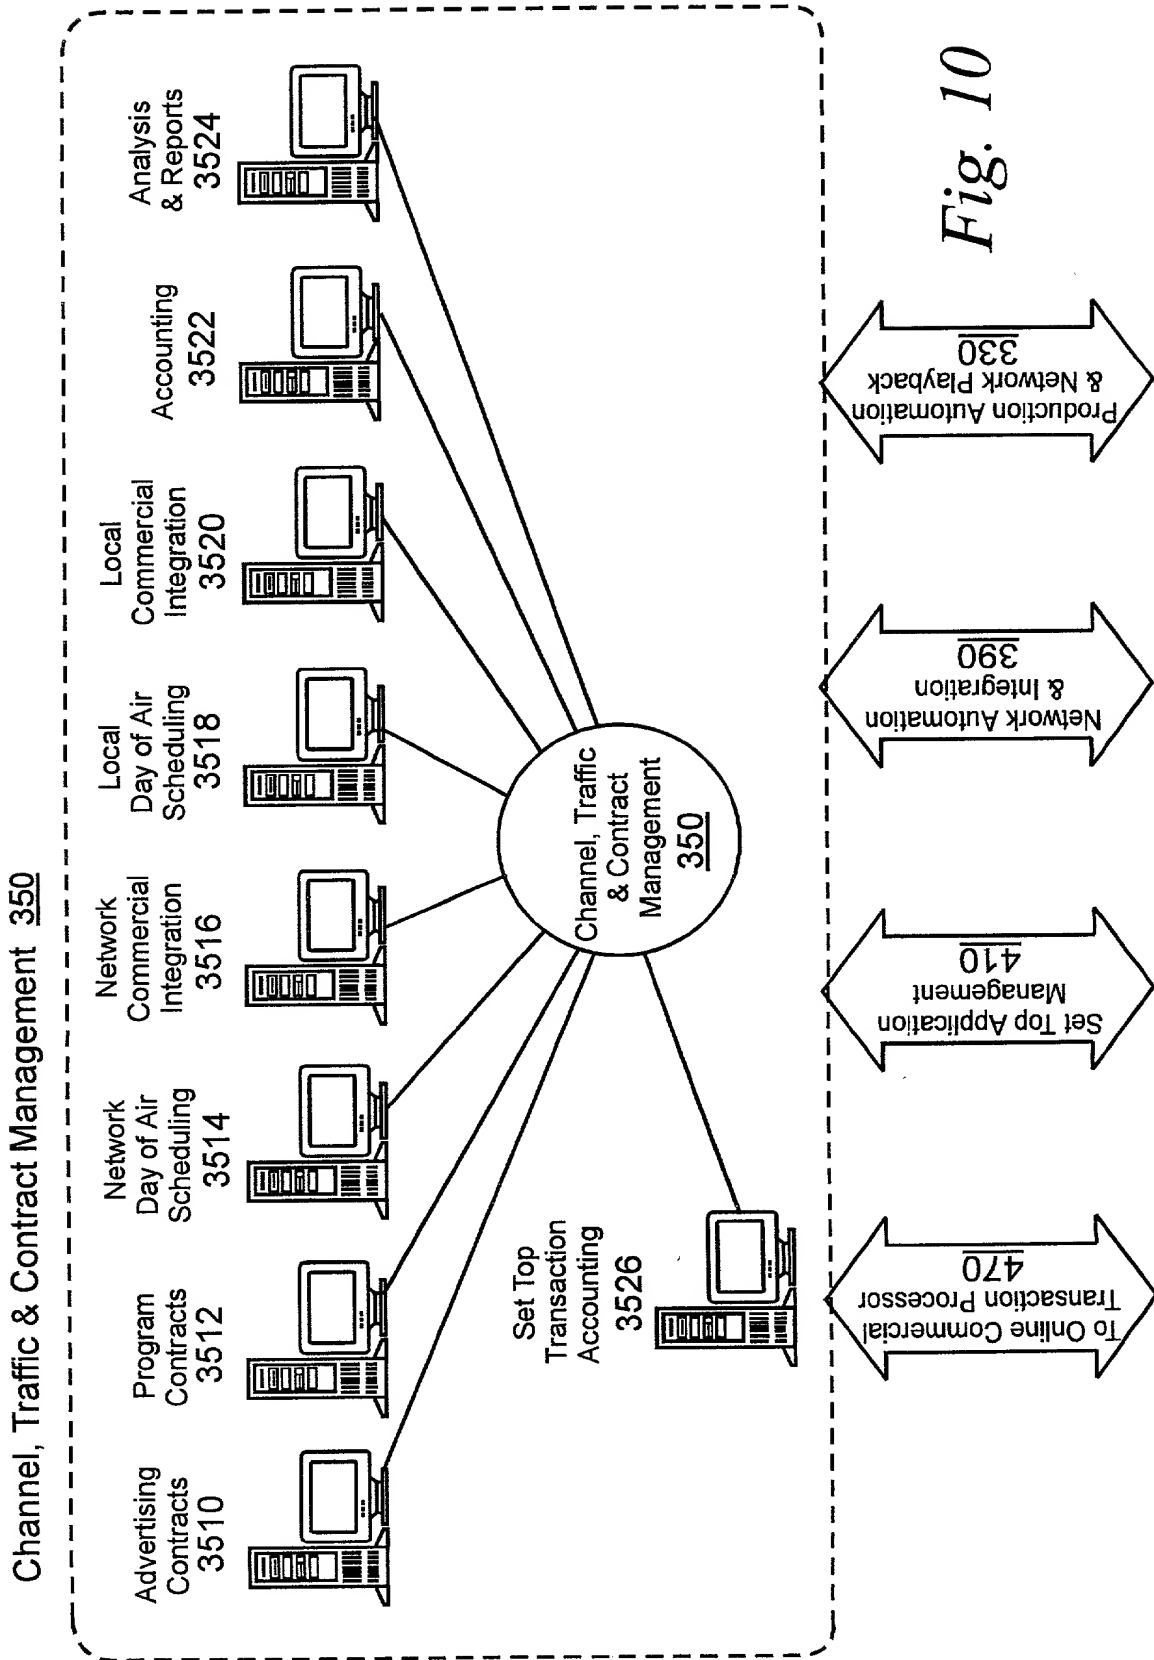 Channel, Traffic & Contract Management 350
Advertising
Contracts
3510
Program
Contracts
3512
Network
Day of Air
Scheduling
3514
Network
Commercial
Integration
3516
Local
Day of Air
Scheduling
3518
Local
Commercial
Integration
3520
Accounting
3522
Analysis
& Reports
3524
Set Top
Transaction
Accounting
3526
Channel, Traffic
& Contract
Management
350
To Online Commercial
Transaction Processor
470
Set Top Application
Management
410
Network Automation
& Integration
390
Production Automation
& Network Playback
330
Fig. 10